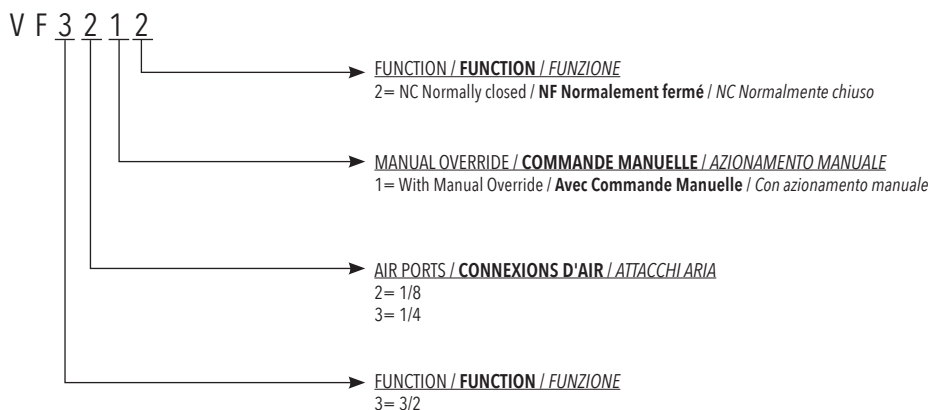 V F 3 2 1 2
FUNCTION / FUNCTION / FUNZIONE
2= NC Normally closed / NF Normalement fermé / NC Normalmente chiuso
MANUAL OVERRIDE / COMMANDE MANUELLE / AZIONAMENTO MANUALE
1= With Manual Override / Avec Commande Manuelle / Con azionamento manuale
AIR PORTS / CONNEXIONS D'AIR / ATTACCHI ARIA
2= 1/8
3= 1/4
FUNCTION / FUNCTION / FUNZIONE
3= 3/2